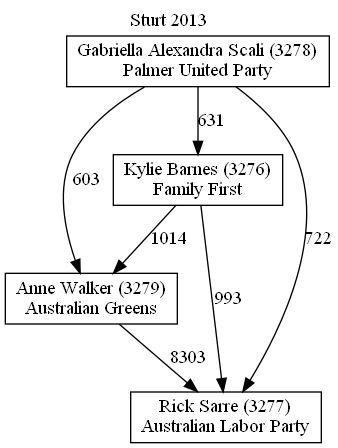 Sturt 2013
Gabriella Alexandra Scali (3278)
Palmer United Party
631
Kylie Barnes (3276)
Family First
603
1014
722
Anne Walker (3279)
Australian Greens
993
8303
Rick Sarre (3277)
Australian Labor Party